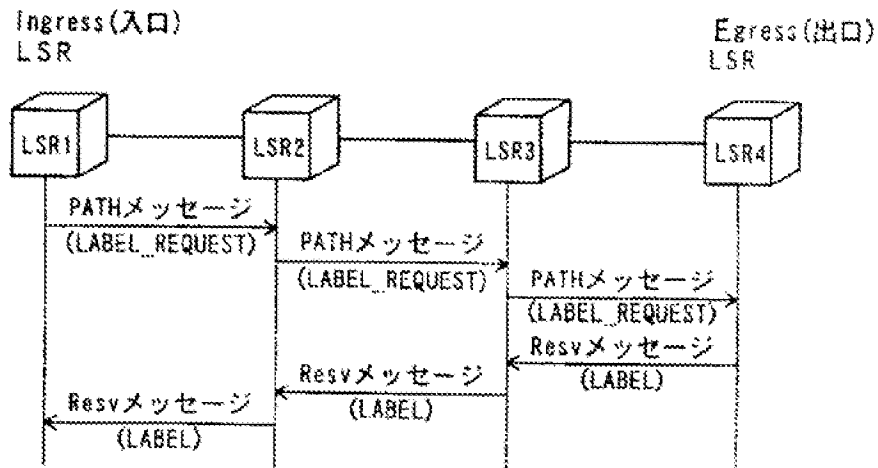 Ingress(入口)
LSR
Egress(出口)
LSR
LSR1
LSR2
LSR3
LSR4
PATHメッセージ
(LABEL_REQUEST)
PATHメッセージ
(LABEL_REQUEST)
PATHメッセージ
(LABEL_REQUEST)
Resvメッセージ
(LABEL)
Resvメッセージ
(LABEL)
Resvメッセージ
(LABEL)